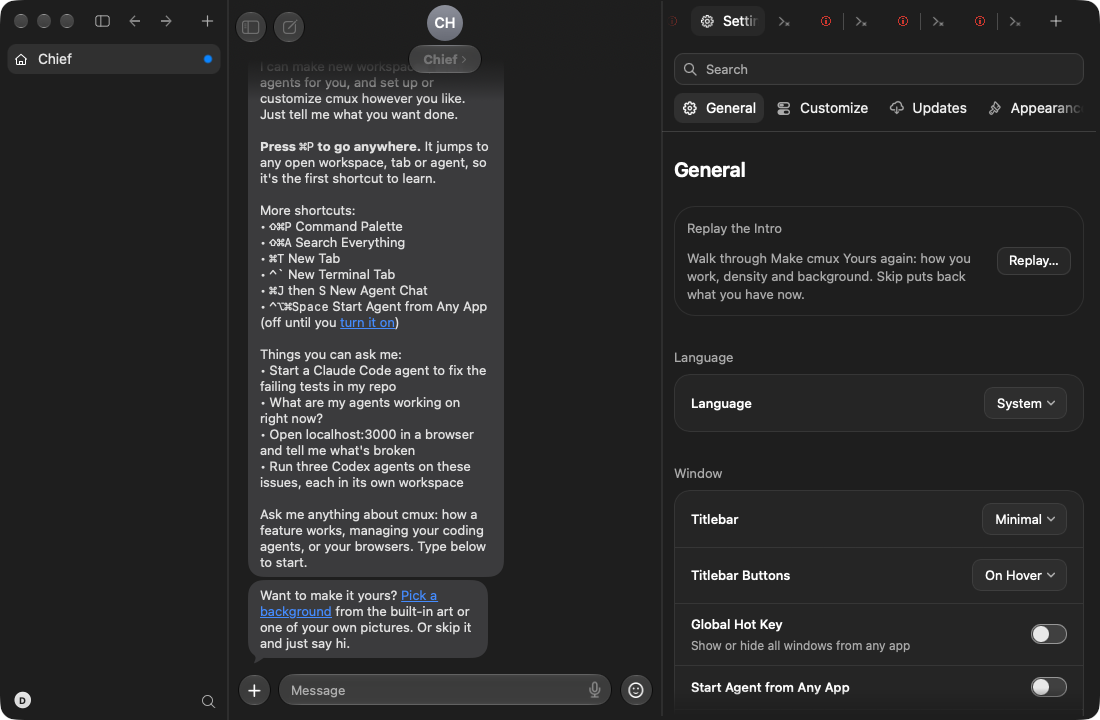 Chief
CH
Chief
I can make new
agents for you, and set up or
customize cmux however you like.
Just tell me what you want done.
Press ⌘P to go anywhere. It jumps to
any open workspace, tab or agent, so
it's the first shortcut to learn.
More shortcuts:
• ⇧⌘P Command Palette
• ⇧⌘A Search Everything
• ⌘T New Tab
• ^` New Terminal Tab
• ⌘J then S New Agent Chat
• ^⌥⌘Space Start Agent from Any App
(off until you turn it on)
Things you can ask me:
• Start a Claude Code agent to fix the
failing tests in my repo
• What are my agents working on
right now?
• Open localhost:3000 in a browser
and tell me what's broken
• Run three Codex agents on these
issues, each in its own workspace
Ask me anything about cmux: how a
feature works, managing your coding
agents, or your browsers. Type below
to start.
Want to make it yours? Pick a
background from the built-in art or
one of your own pictures. Or skip it
and just say hi.
Message
D
Settin
Search
General
Customize
Updates
Appearanc
General
Replay the Intro
Walk through Make cmux Yours again: how you
work, density and background. Skip puts back
what you have now.
Replay...
Language
Language
System
Window
Titlebar
Minimal
Titlebar Buttons
On Hover
Global Hot Key
Show or hide all windows from any app
Start Agent from Any App